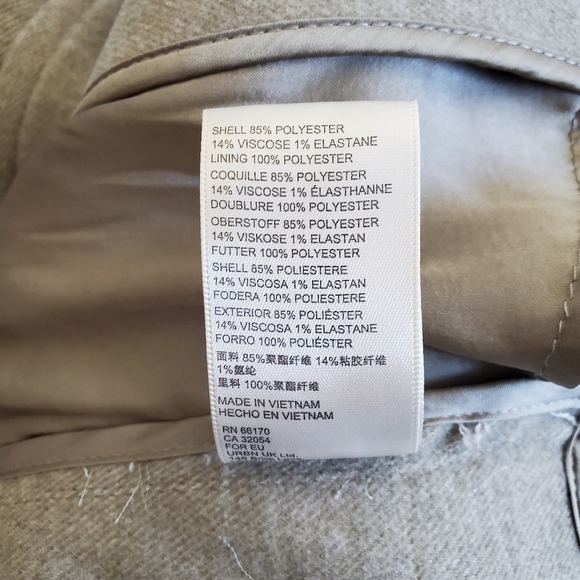 SHELL 85% POLYESTER
14% VISCOSE 1% ELASTANE
LINING 100% POLYESTER
COQUILLE 85% POLYESTER
14% VISCOSE 1% ÉLASTHANNE
DOUBLURE 100% POLYESTER
OBERSTOFF 85% POLYESTER
14% VISKOSE 1% ELASTAN
FUTTER 100% POLYESTER
SHELL 85% POLIESTERE
14% VISCOSA 1% ELASTAN
FODERA 100% POLIESTERE
EXTERIOR 85% POLIÉSTER
14% VISCOSA 1% ELASTANO
FORRO 100% POLIÉSTER
面料 85%聚酯纤维 14%粘胶纤维
1%氨纶
里料 100%聚酯纤维
MADE IN VIETNAM
HECHO EN VIETNAM
RN 66170
CA 32054
FOR EU
URBN UK Ltd.